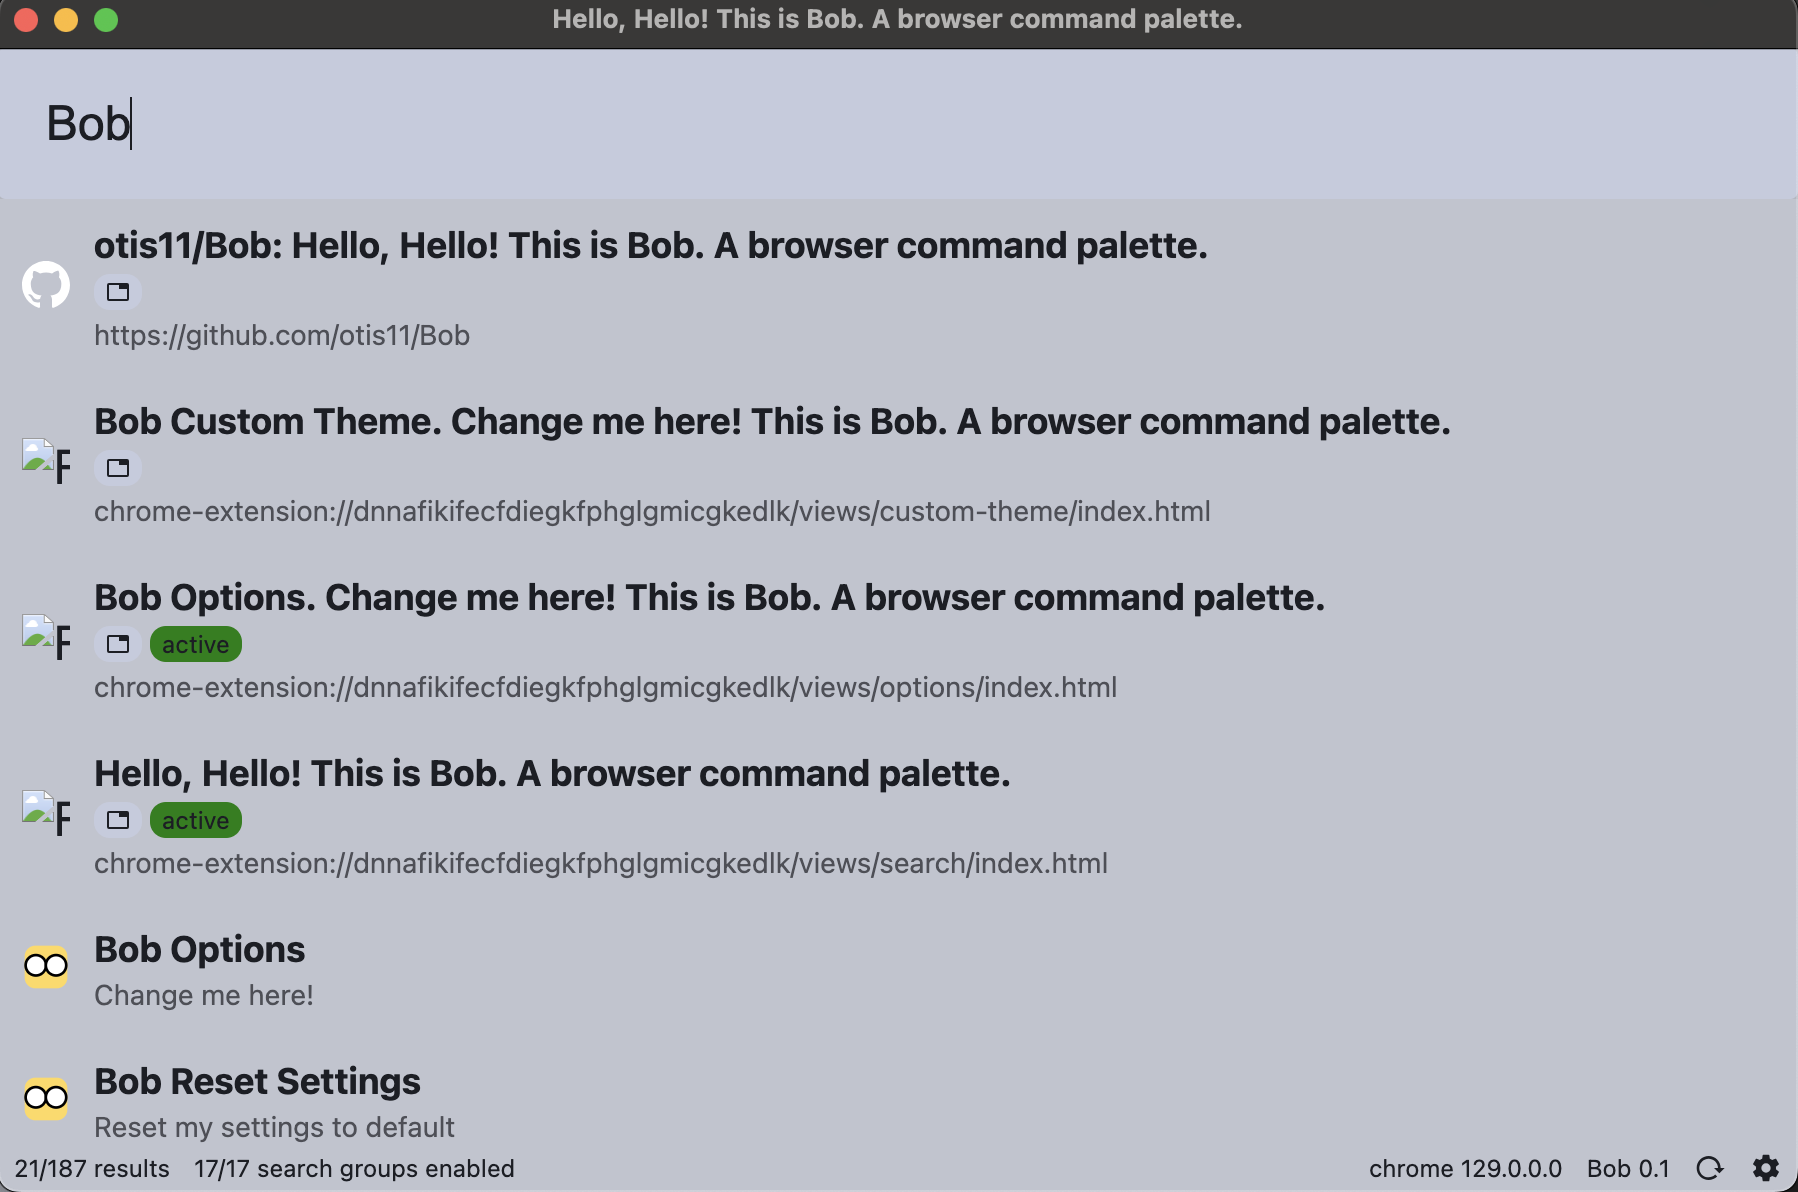 Hello, Hello! This is Bob. A browser command palette.
Bob
otis11/Bob: Hello, Hello! This is Bob. A browser command palette.
https://github.com/otis11/Bob
Bob Custom Theme. Change me here! This is Bob. A browser command palette.
F
chrome-extension://dnnafikifecfdiegkfphglgmicgkedlk/views/custom-theme/index.html
Bob Options. Change me here! This is Bob. A browser command palette.
F
active
chrome-extension://dnnafikifecfdiegkfphglgmicgkedlk/views/options/index.html
Hello, Hello! This is Bob. A browser command palette.
F
active
chrome-extension://dnnafikifecfdiegkfphglgmicgkedlk/views/search/index.html
Bob Options
Change me here!
Bob Reset Settings
Reset my settings to default
21/187 results 17/17 search groups enabled chrome 129.0.0.0 Bob 0.1